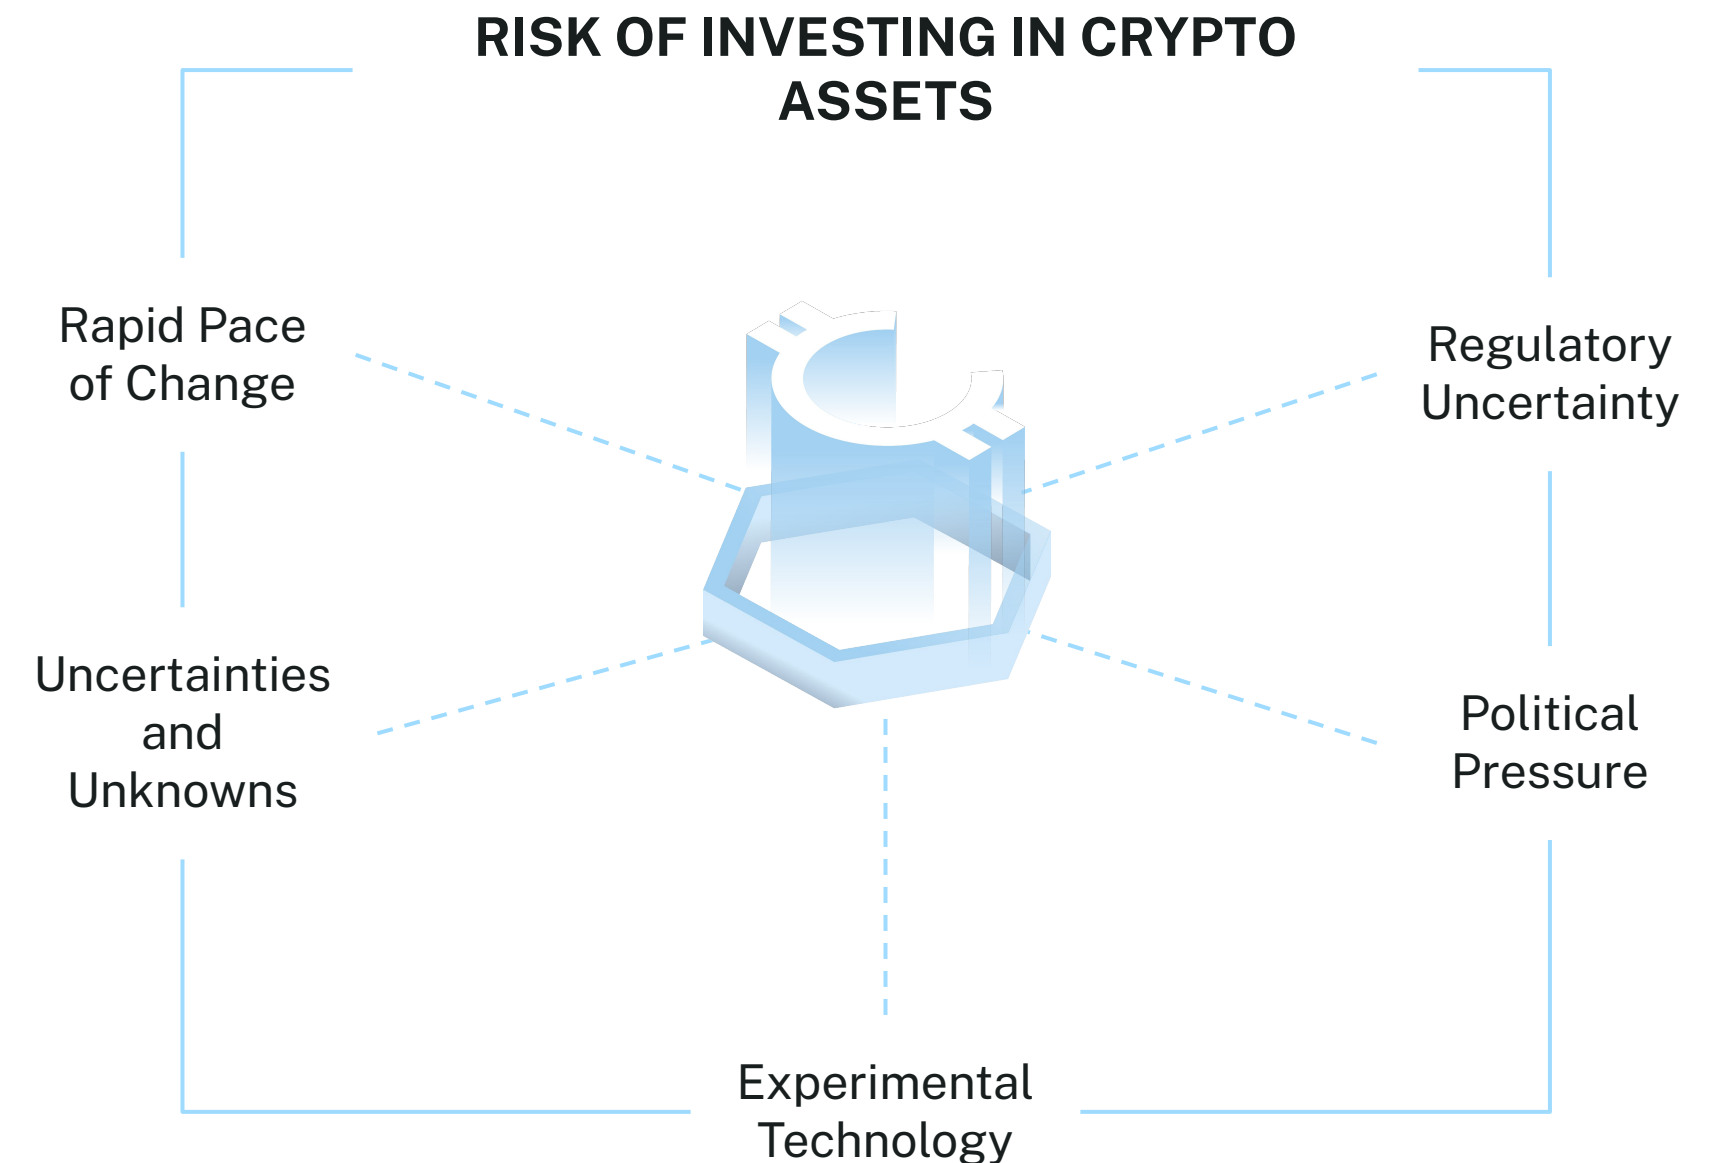 RISK OF INVESTING IN CRYPTO
ASSETS
Rapid Pace
of Change
Regulatory
Uncertainty
Uncertainties
and
Unknowns
Political
Pressure
Experimental
Technology